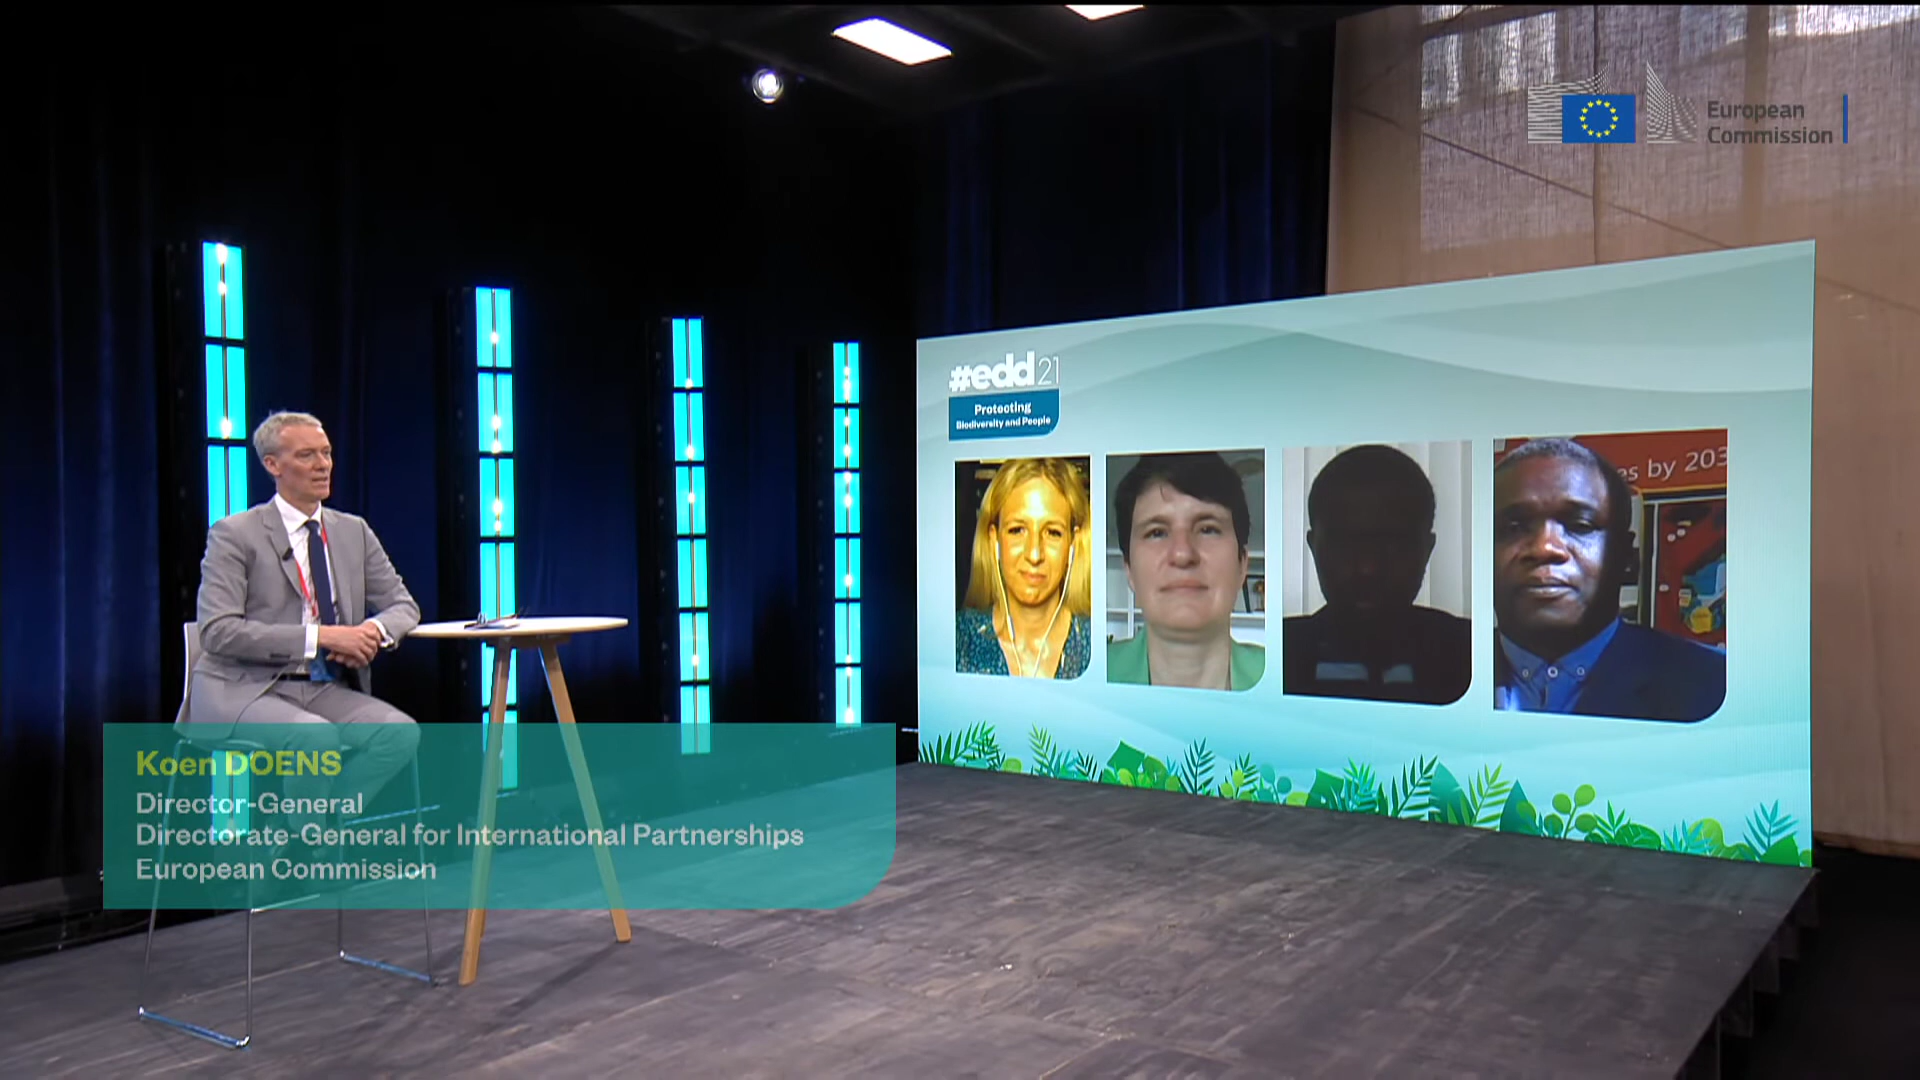 European
Commission
#edd21
Protecting
Biodiversity and People
es by 203
Koen DOENS
Director-General
Directorate-General for International Partnerships
European Commission